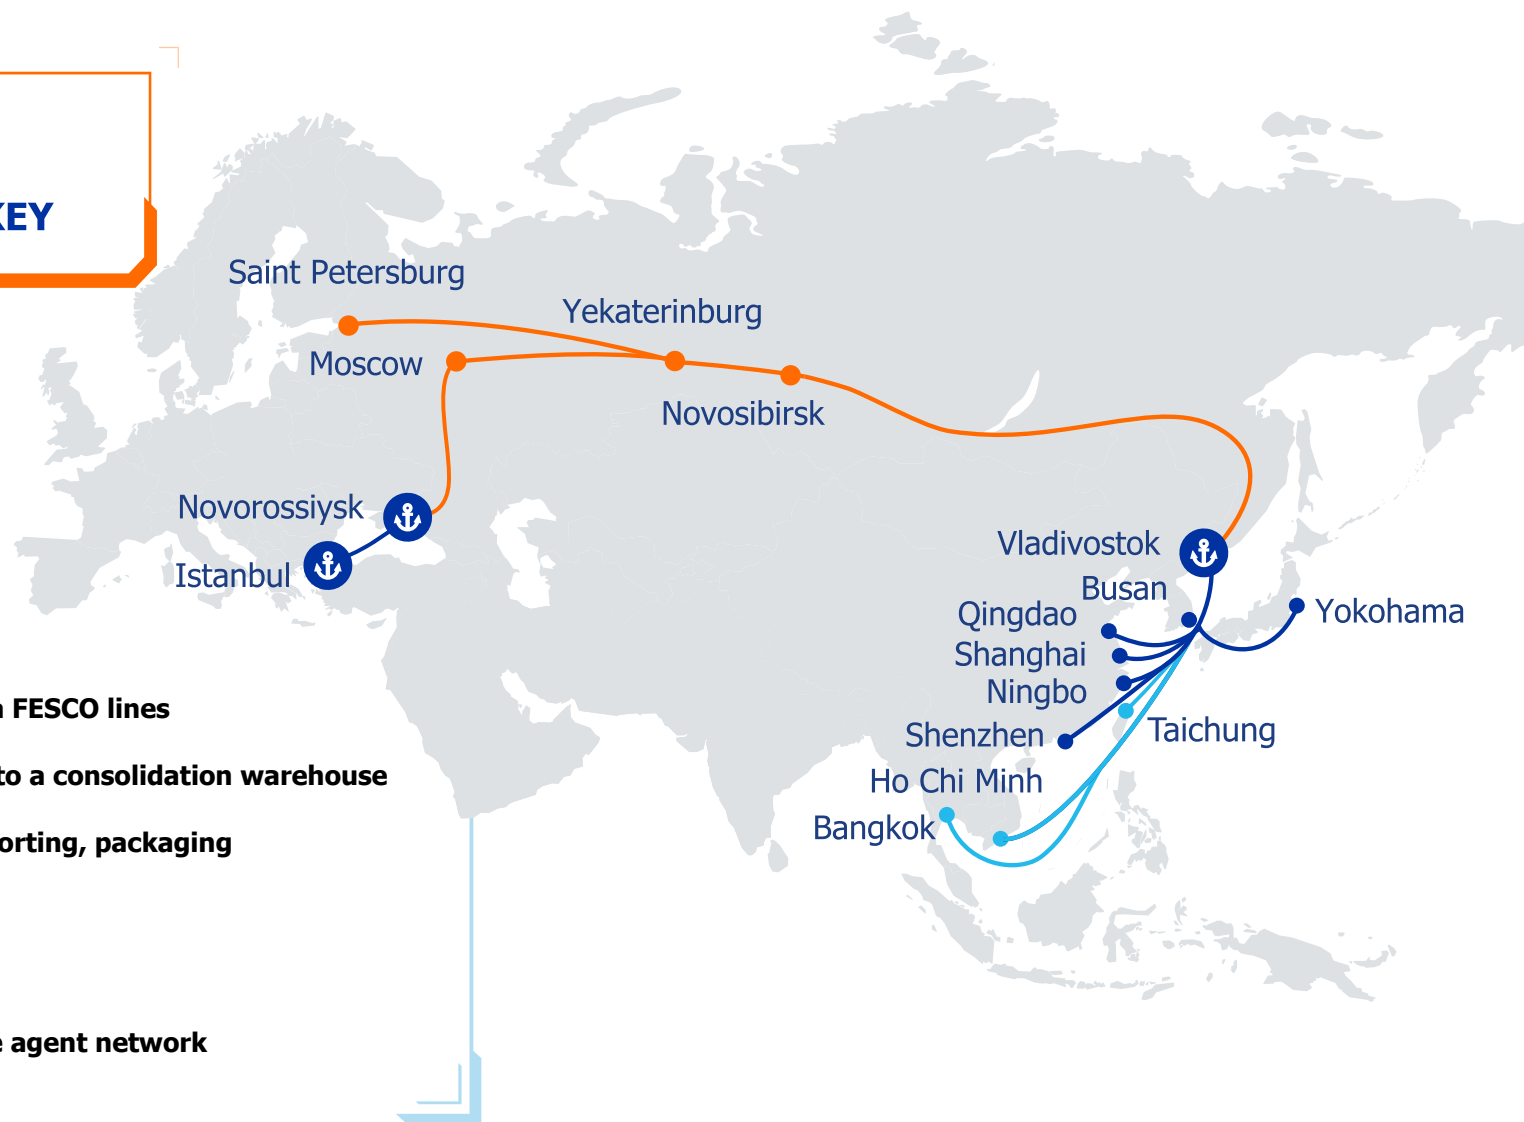 KEY
Saint Petersburg
Yekaterinburg
Moscow
Novosibirsk
Novorossiysk
Istanbul
Vladivostok
Busan
Qingdao
Yokohama
Shanghai
Ningbo
Shenzhen
Taichung
Ho Chi Minh
Bangkok
FESCO lines
to a consolidation warehouse
orting, packaging
agent network